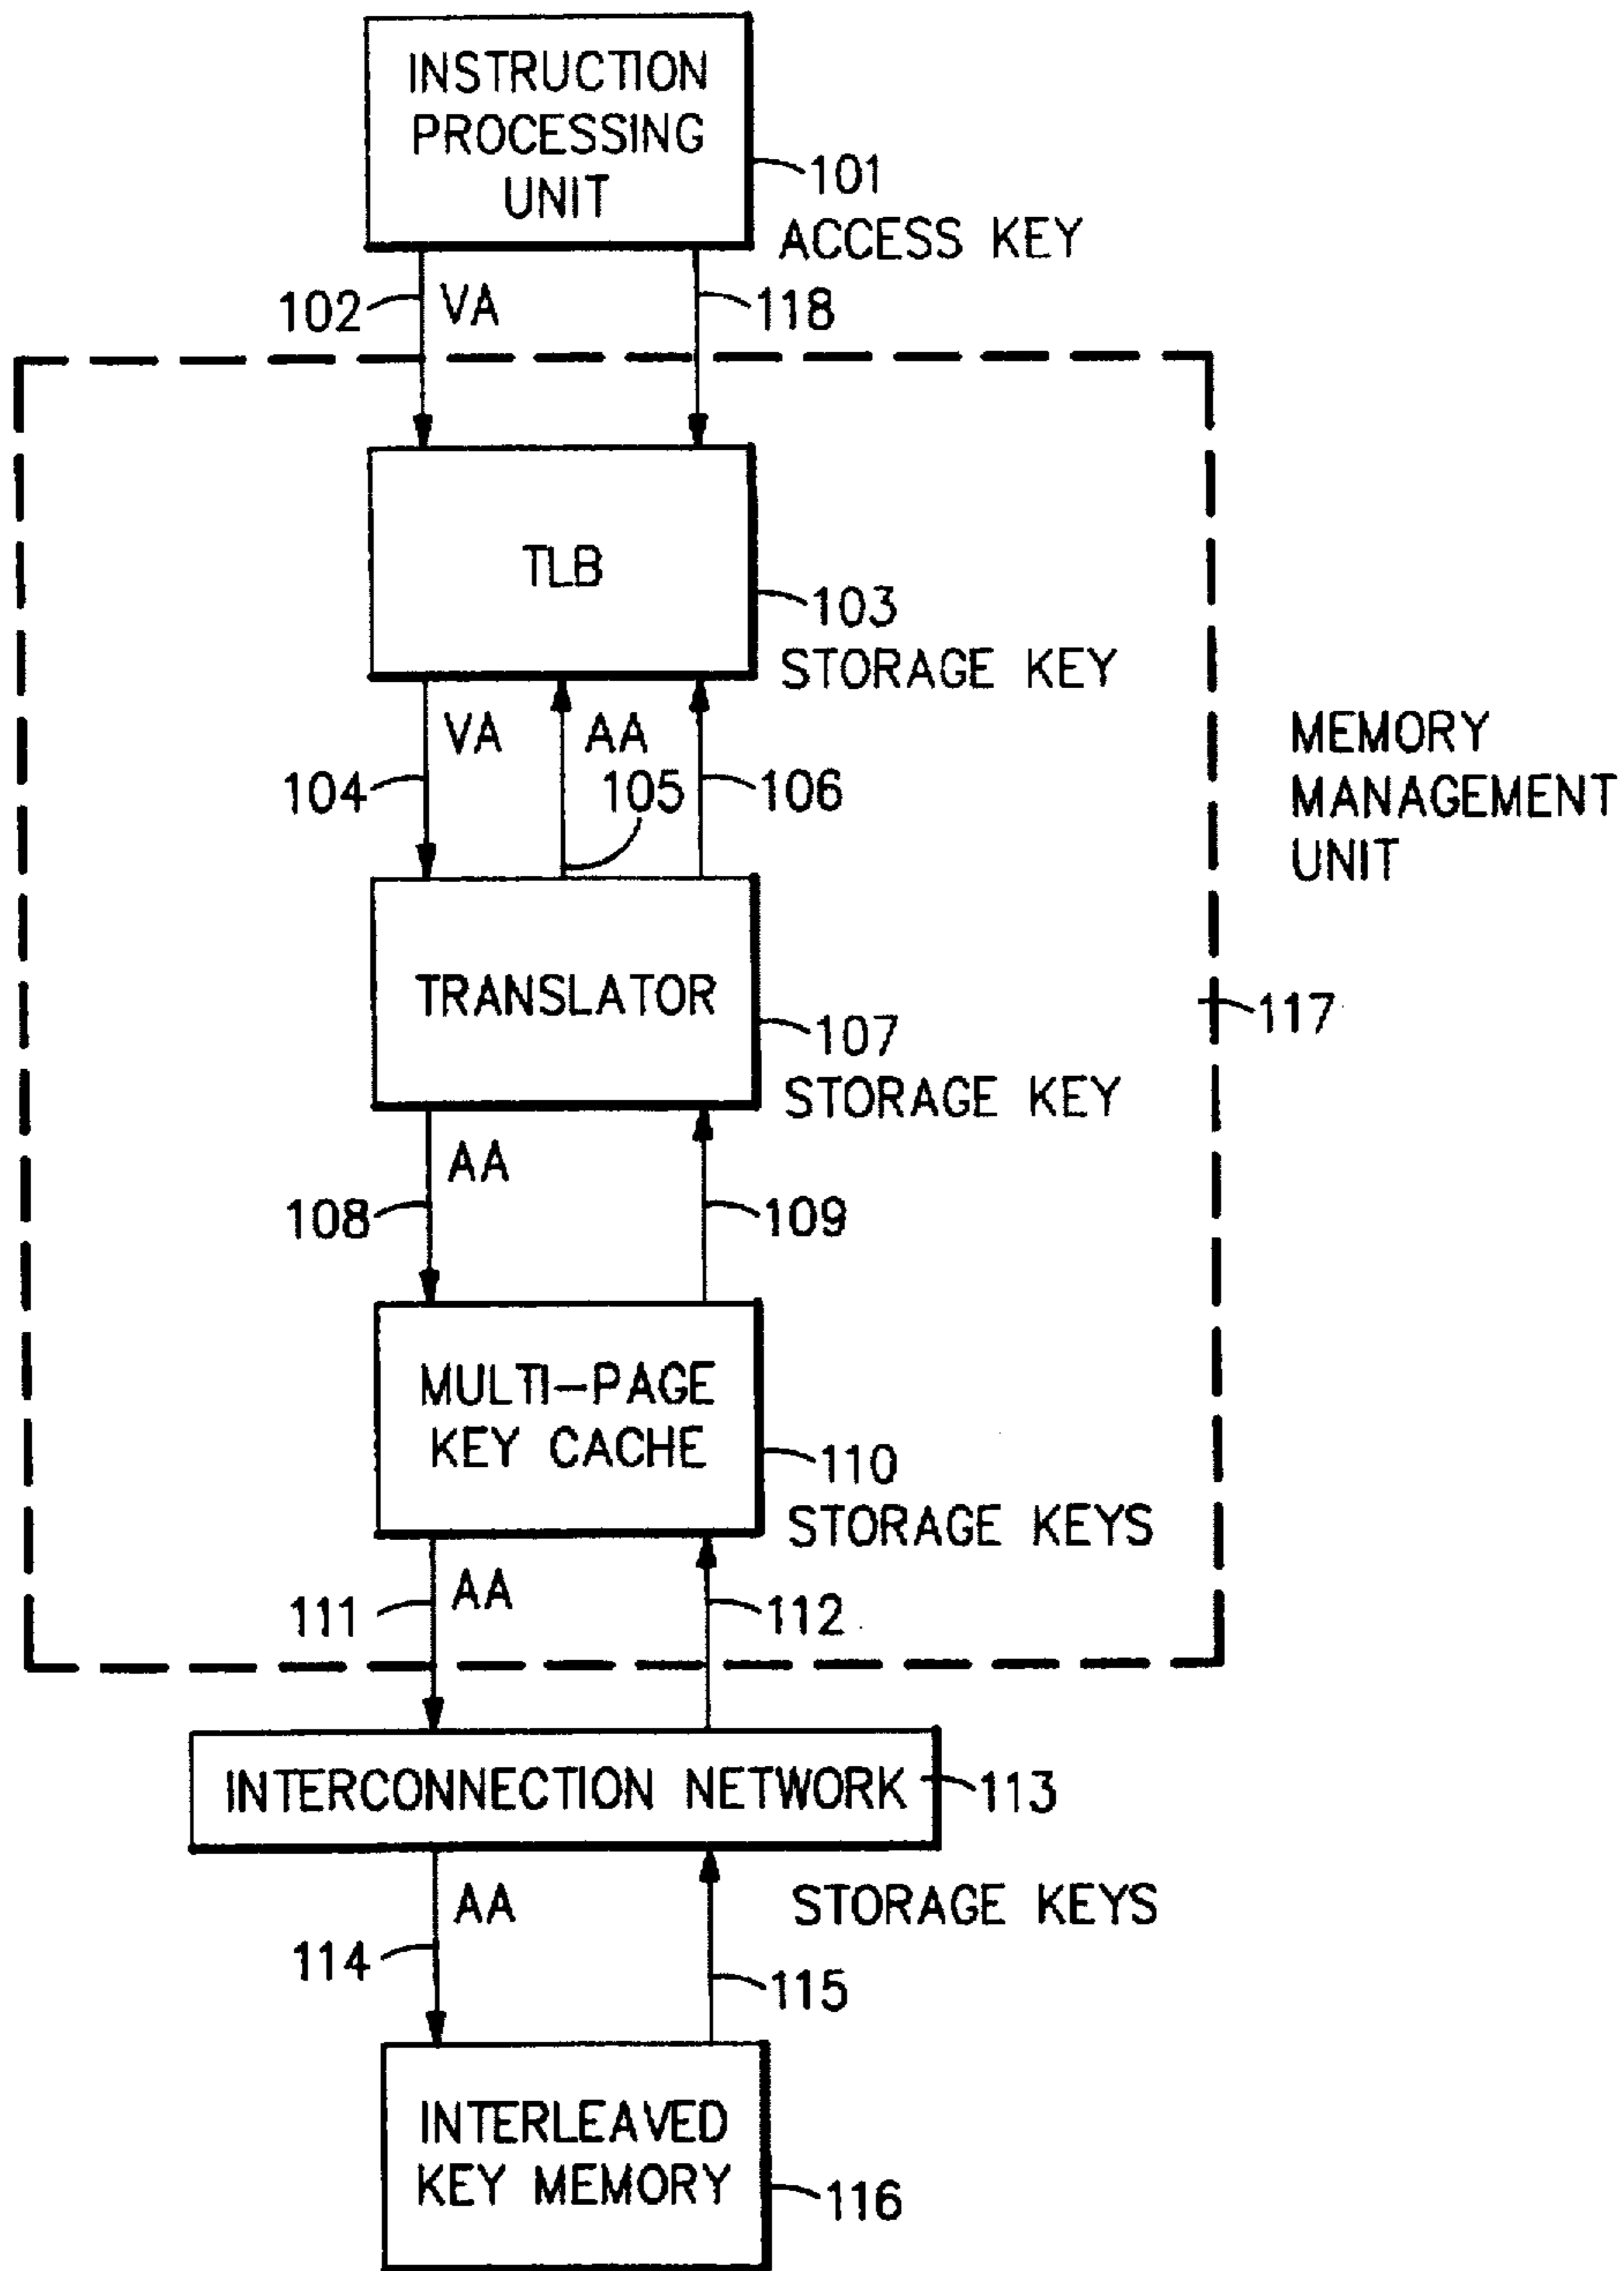 INSTRUCTION
PROCESSING
UNIT
101
ACCESS KEY
102
VA
118
TLB
103
STORAGE KEY
VA
AA
104
105
106
MEMORY
MANAGEMENT
UNIT
TRANSLATOR
107
117
STORAGE KEY
AA
108
109
MULTI-PAGE
KEY CACHE
110
STORAGE KEYS
AA
111
112
INTERCONNECTION NETWORK
113
AA
STORAGE KEYS
114
115
INTERLEAVED
KEY MEMORY
116